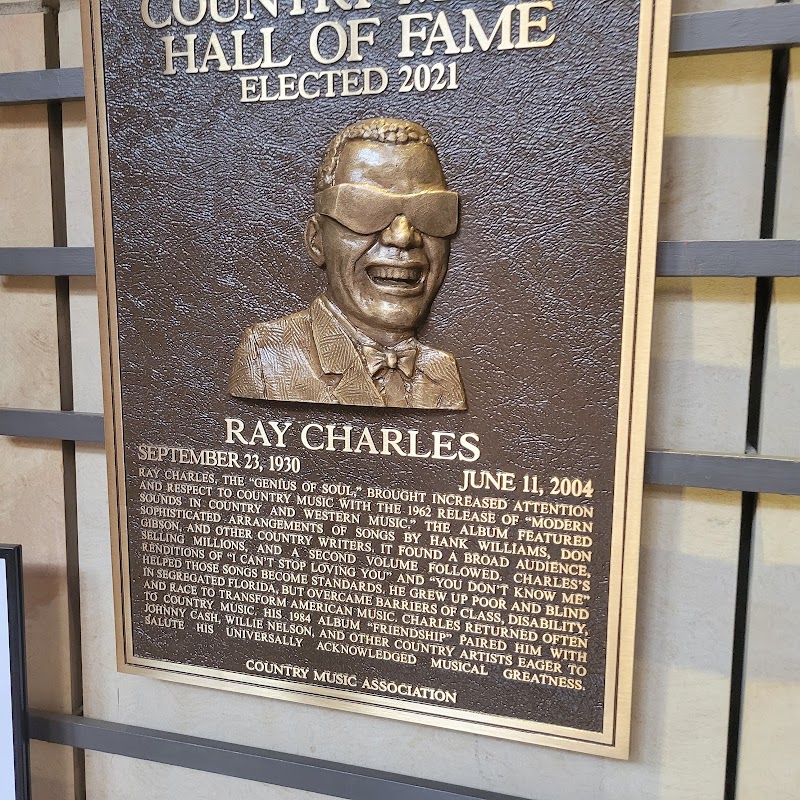 COUNTRY MUSIC
HALL OF FAME
ELECTED 2021
RAY CHARLES
SEPTEMBER 23, 1930
JUNE 11, 2004
RAY CHARLES, THE "GENIUS OF SOUL," BROUGHT INCREASED ATTENTION
AND RESPECT TO COUNTRY MUSIC WITH THE 1962 RELEASE OF "MODERN
SOUNDS IN COUNTRY AND WESTERN MUSIC." THE ALBUM FEATURED
SOPHISTICATED ARRANGEMENTS OF SONGS BY HANK WILLIAMS, DON
GIBSON, AND OTHER COUNTRY WRITERS. IT FOUND A BROAD AUDIENCE,
SELLING MILLIONS, AND A SECOND VOLUME FOLLOWED. CHARLES'S
RENDITIONS OF "I CAN'T STOP LOVING YOU" AND "YOU DON'T KNOW ME"
HELPED THOSE SONGS BECOME STANDARDS. HE GREW UP POOR AND BLIND
IN SEGREGATED FLORIDA, BUT OVERCAME BARRIERS OF CLASS, DISABILITY,
AND RACE TO TRANSFORM AMERICAN MUSIC. CHARLES RETURNED OFTEN
TO COUNTRY MUSIC. HIS 1984 ALBUM "FRIENDSHIP" PAIRED HIM WITH
JOHNNY CASH, WILLIE NELSON, AND OTHER COUNTRY ARTISTS EAGER TO
SALUTE HIS UNIVERSALLY ACKNOWLEDGED MUSICAL GREATNESS.
COUNTRY MUSIC ASSOCIATION